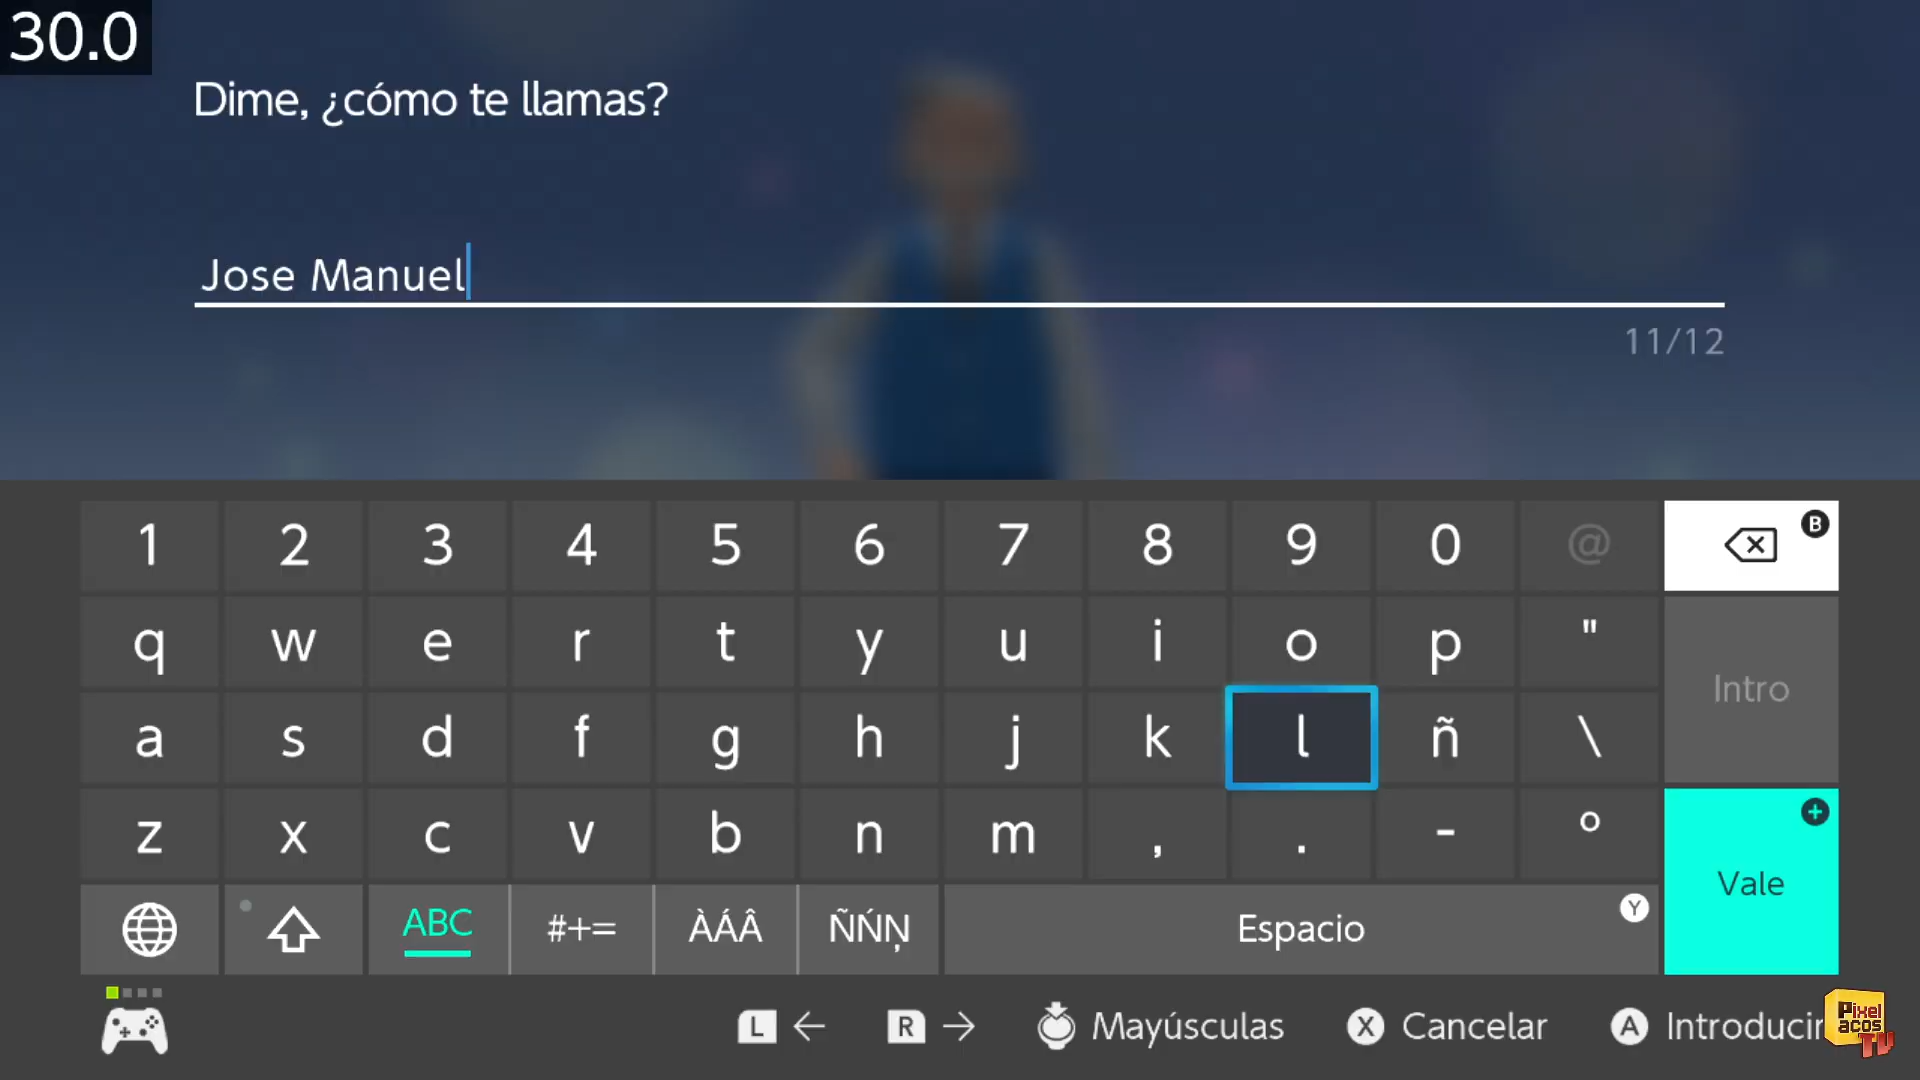 30.0
Dime, ¿cómo te llamas?
Jose Manuel
11/12
1 2 3 4 5 6 7 8 9 0 @ B
q w e r t y u i o p "
Intro
a s d f g h j k l ñ \
z x c v b n m , . - º
+
Vale
ABC #+= ÀÁÂ ÑŃŅ Espacio Y
L ← R → Mayúsculas X Cancelar A Introducir
Pixel
acos
TV